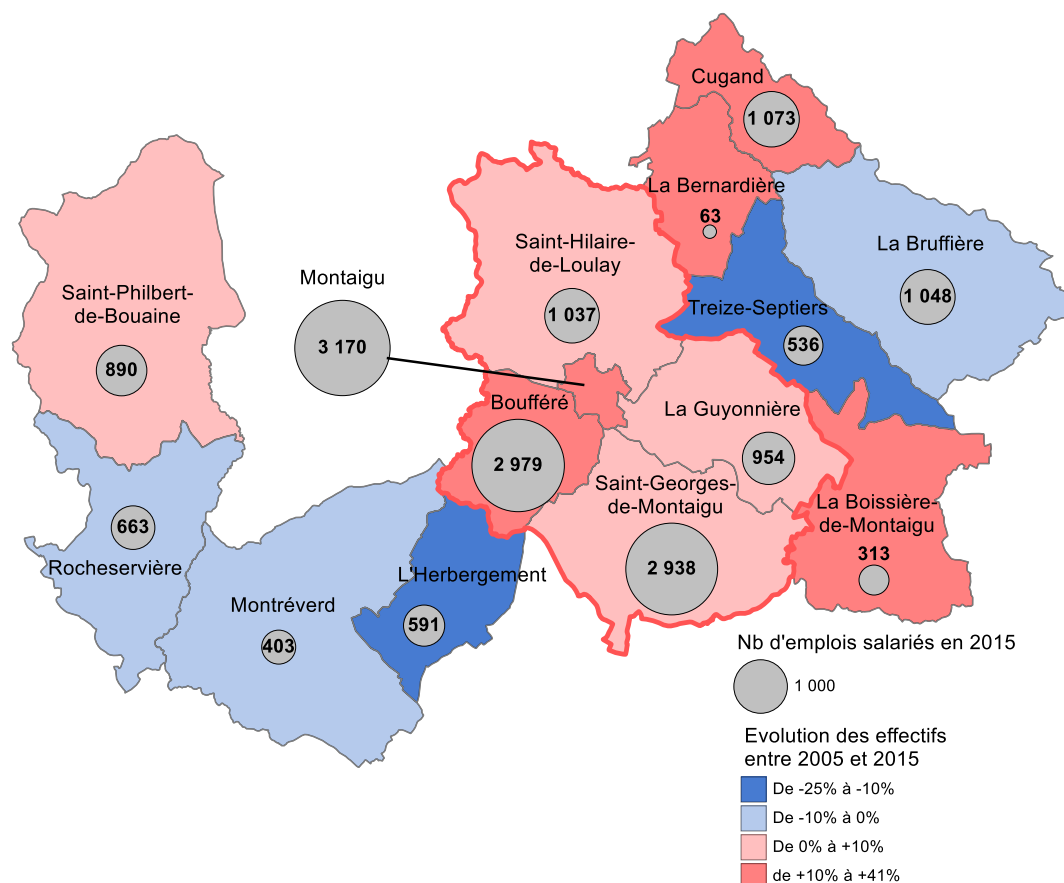 Cugand
1 073
La Bernardière
63
La Bruffière
1 048
Saint-Hilaire-
de-Loulay
1 037
Montaigu
3 170
Saint-Philbert-
de-Bouaine
890
Treize-Septiers
536
Boufféré
2 979
La Guyonnière
954
Saint-Georges-
de-Montaigu
2 938
La Boissière-
de-Montaigu
313
663
Rocheservière
L'Herbergement
591
Montréverd
403
Nb d'emplois salariés en 2015
1 000
Evolution des effectifs
entre 2005 et 2015
De -25% à -10%
De -10% à 0%
De 0% à +10%
de +10% à +41%